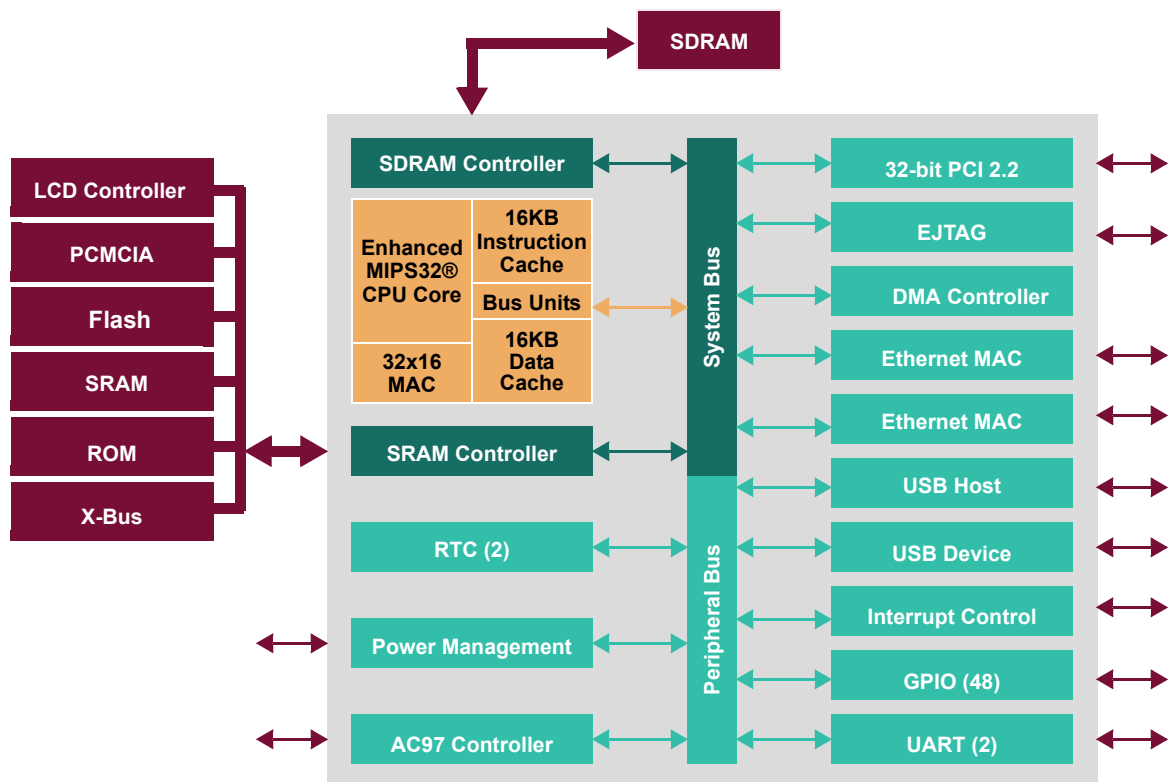 SDRAM
LCD Controller
PCMCIA
Flash
SRAM
ROM
X-Bus
SDRAM Controller
Enhanced
MIPS32®
CPU Core
32x16
MAC
16KB
Instruction
Cache
Bus Units
16KB
Data
Cache
SRAM Controller
RTC (2)
Power Management
AC97 Controller
System Bus
Peripheral Bus
32-bit PCI 2.2
EJTAG
DMA Controller
Ethernet MAC
Ethernet MAC
USB Host
USB Device
Interrupt Control
GPIO (48)
UART (2)